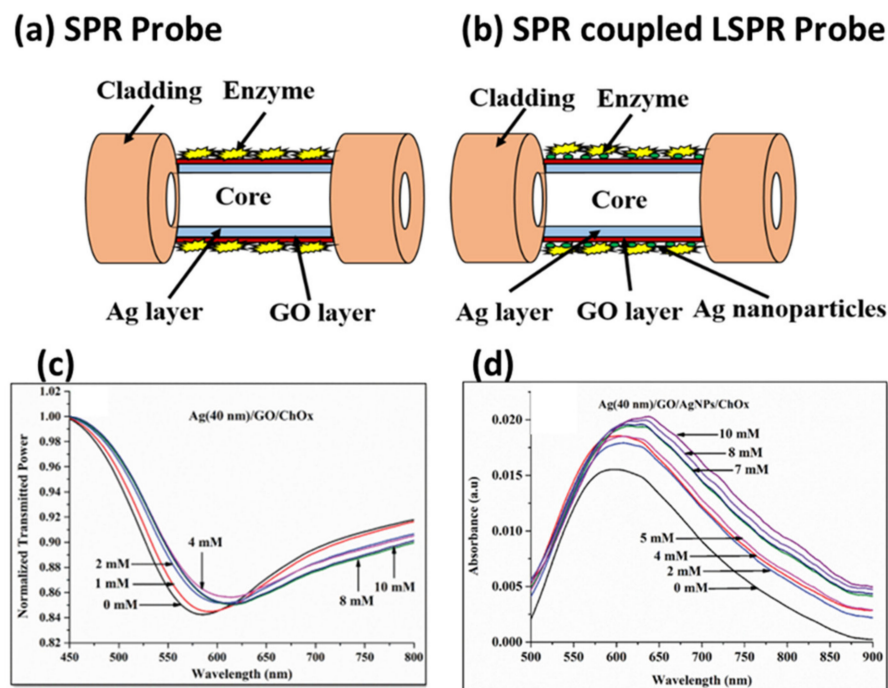 (a) SPR Probe
Cladding Enzyme
Core
Ag layer GO layer
(b) SPR coupled LSPR Probe
Cladding Enzyme
Core
Ag layer GO layer Ag nanoparticles
(c)
Ag(40 nm)/GO/ChOx
Normalized Transmitted Power
1.02
1.00
0.98
0.96
0.94
0.92
0.90
0.88
0.86
0.84
0.82
4 mM
2 mM
1 mM
0 mM
10 mM
8 mM
450 500 550 600 650 700 750 800
Wavelength (nm)
(d)
Ag(40 nm)/GO/AgNPs/ChOx
Absorbance (a.u)
0.020
0.015
0.010
0.005
0.000
10 mM
8 mM
7 mM
5 mM
4 mM
2 mM
0 mM
500 550 600 650 700 750 800 850 900
Wavelength (nm)